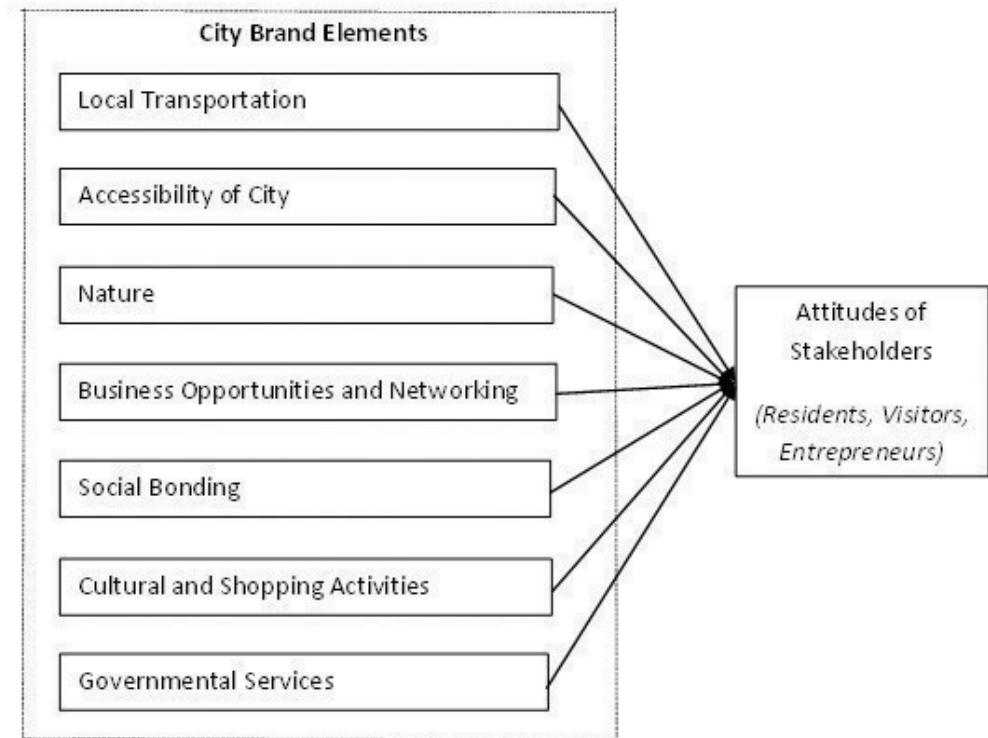 City Brand Elements
Local Transportation
Accessibility of City
Nature
Business Opportunities and Networking
Social Bonding
Cultural and Shopping Activities
Governmental Services
Attitudes of
Stakeholders
(Residents, Visitors,
Entrepreneurs)